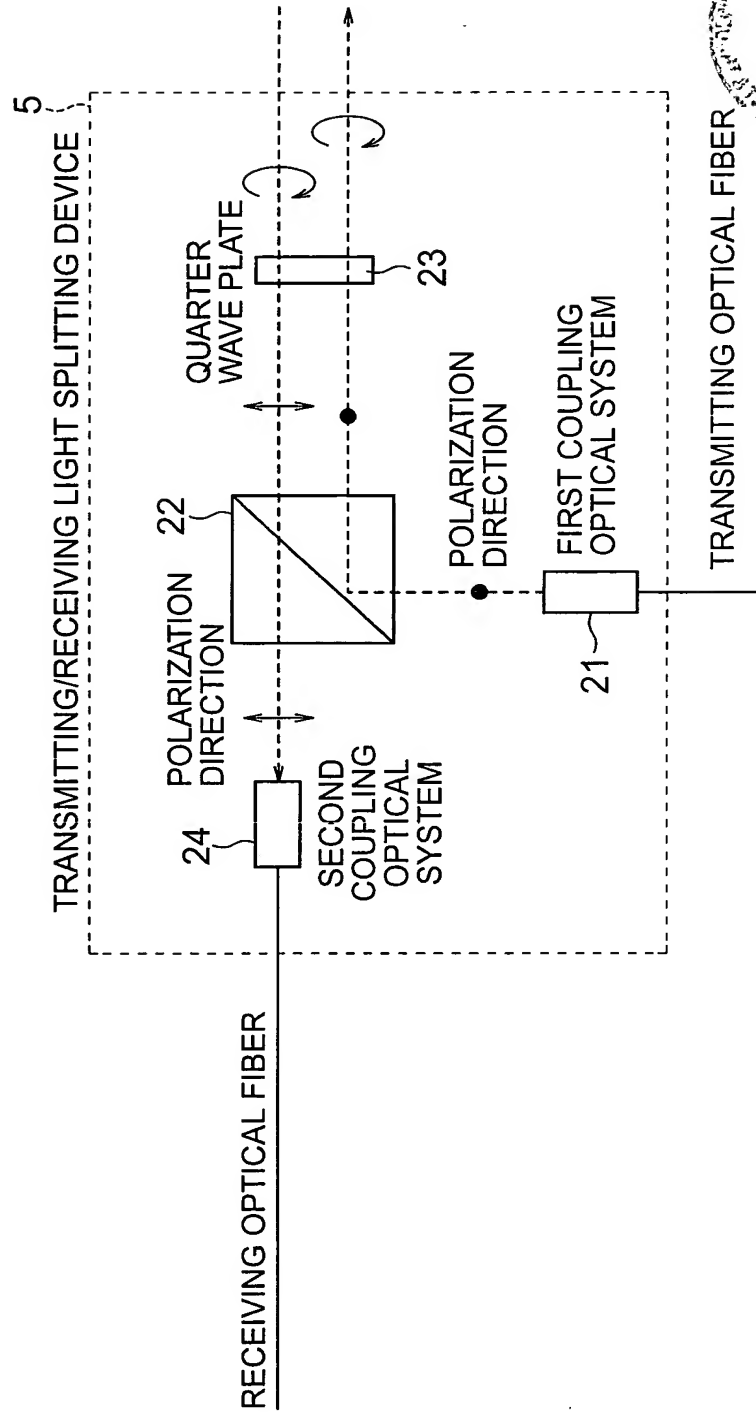 5
TRANSMITTING/RECEIVING LIGHT SPLITTING DEVICE
QUARTER
WAVE PLATE
23
22
POLARIZATION
DIRECTION
POLARIZATION
DIRECTION
24
SECOND
COUPLING
OPTICAL
SYSTEM
FIRST COUPLING
OPTICAL SYSTEM
21
RECEIVING OPTICAL FIBER
TRANSMITTING OPTICAL FIBER